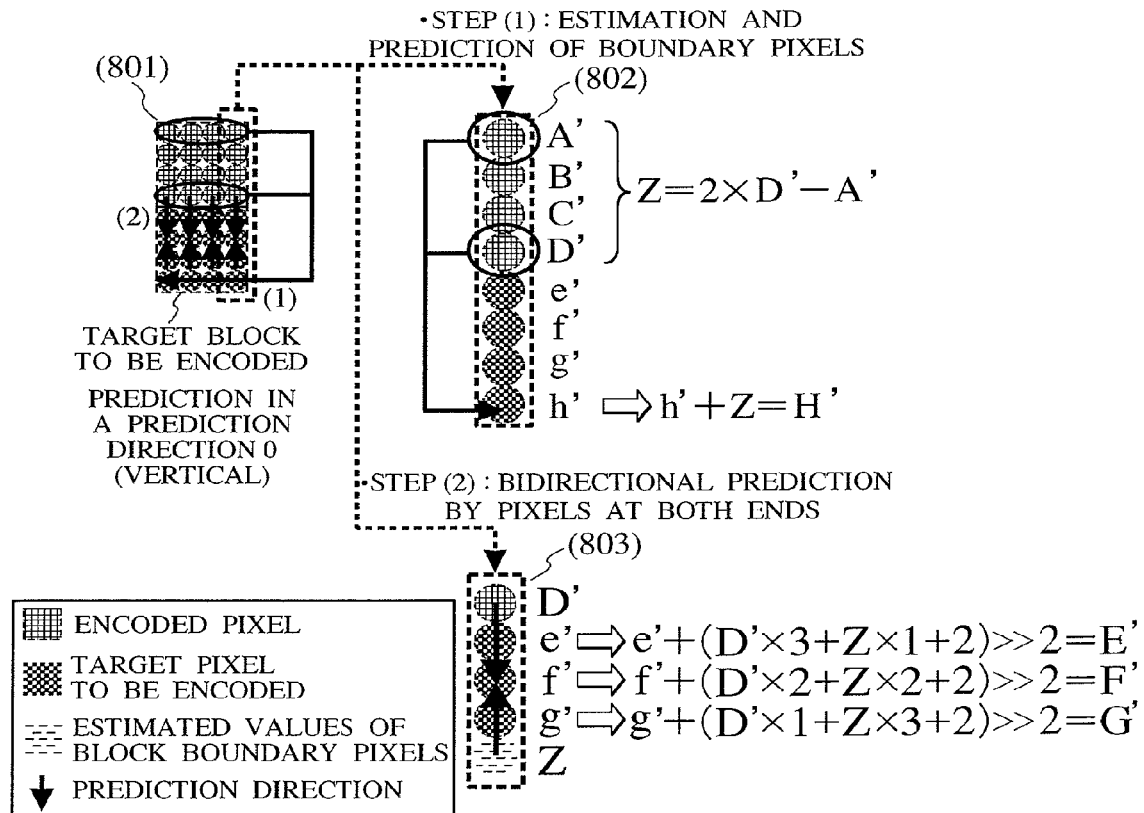 •STEP (1) : ESTIMATION AND
PREDICTION OF BOUNDARY PIXELS
(801)
(802)
A'
B'
C'
D'
Z=2×D'−A'
e'
f'
g'
h' ⇨h'+Z=H'
(2)
(1)
TARGET BLOCK
TO BE ENCODED
PREDICTION IN
A PREDICTION
DIRECTION 0
(VERTICAL)
•STEP (2) : BIDIRECTIONAL PREDICTION
BY PIXELS AT BOTH ENDS
(803)
D'
e'⇨e'+(D'×3+Z×1+2)>>2=E'
f'⇨f'+(D'×2+Z×2+2)>>2=F'
g'⇨g'+(D'×1+Z×3+2)>>2=G'
Z
ENCODED PIXEL
TARGET PIXEL
TO BE ENCODED
ESTIMATED VALUES OF
BLOCK BOUNDARY PIXELS
PREDICTION DIRECTION